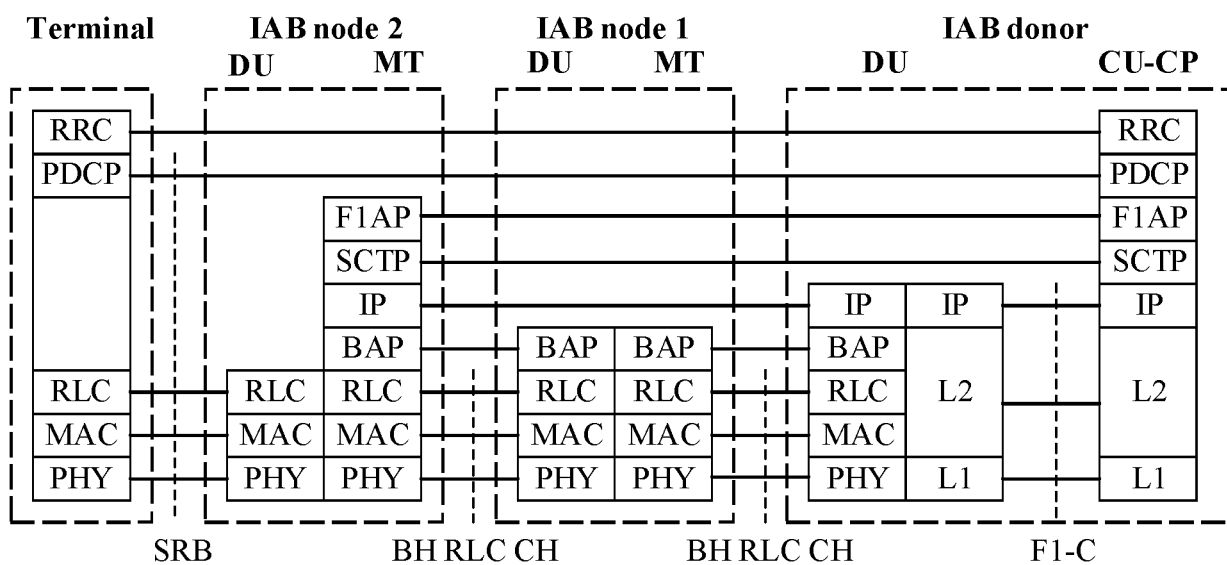 Terminal IAB node 2 IAB node 1 IAB donor
DU MT DU MT DU CU-CP
RRC RRC
PDCP PDCP
F1AP F1AP
SCTP SCTP
IP IP IP IP
BAP BAP BAP BAP
RLC RLC RLC RLC RLC RLC L2 L2
MAC MAC MAC MAC MAC MAC
PHY PHY PHY PHY PHY PHY L1 L1
SRB BH RLC CH BH RLC CH F1-C